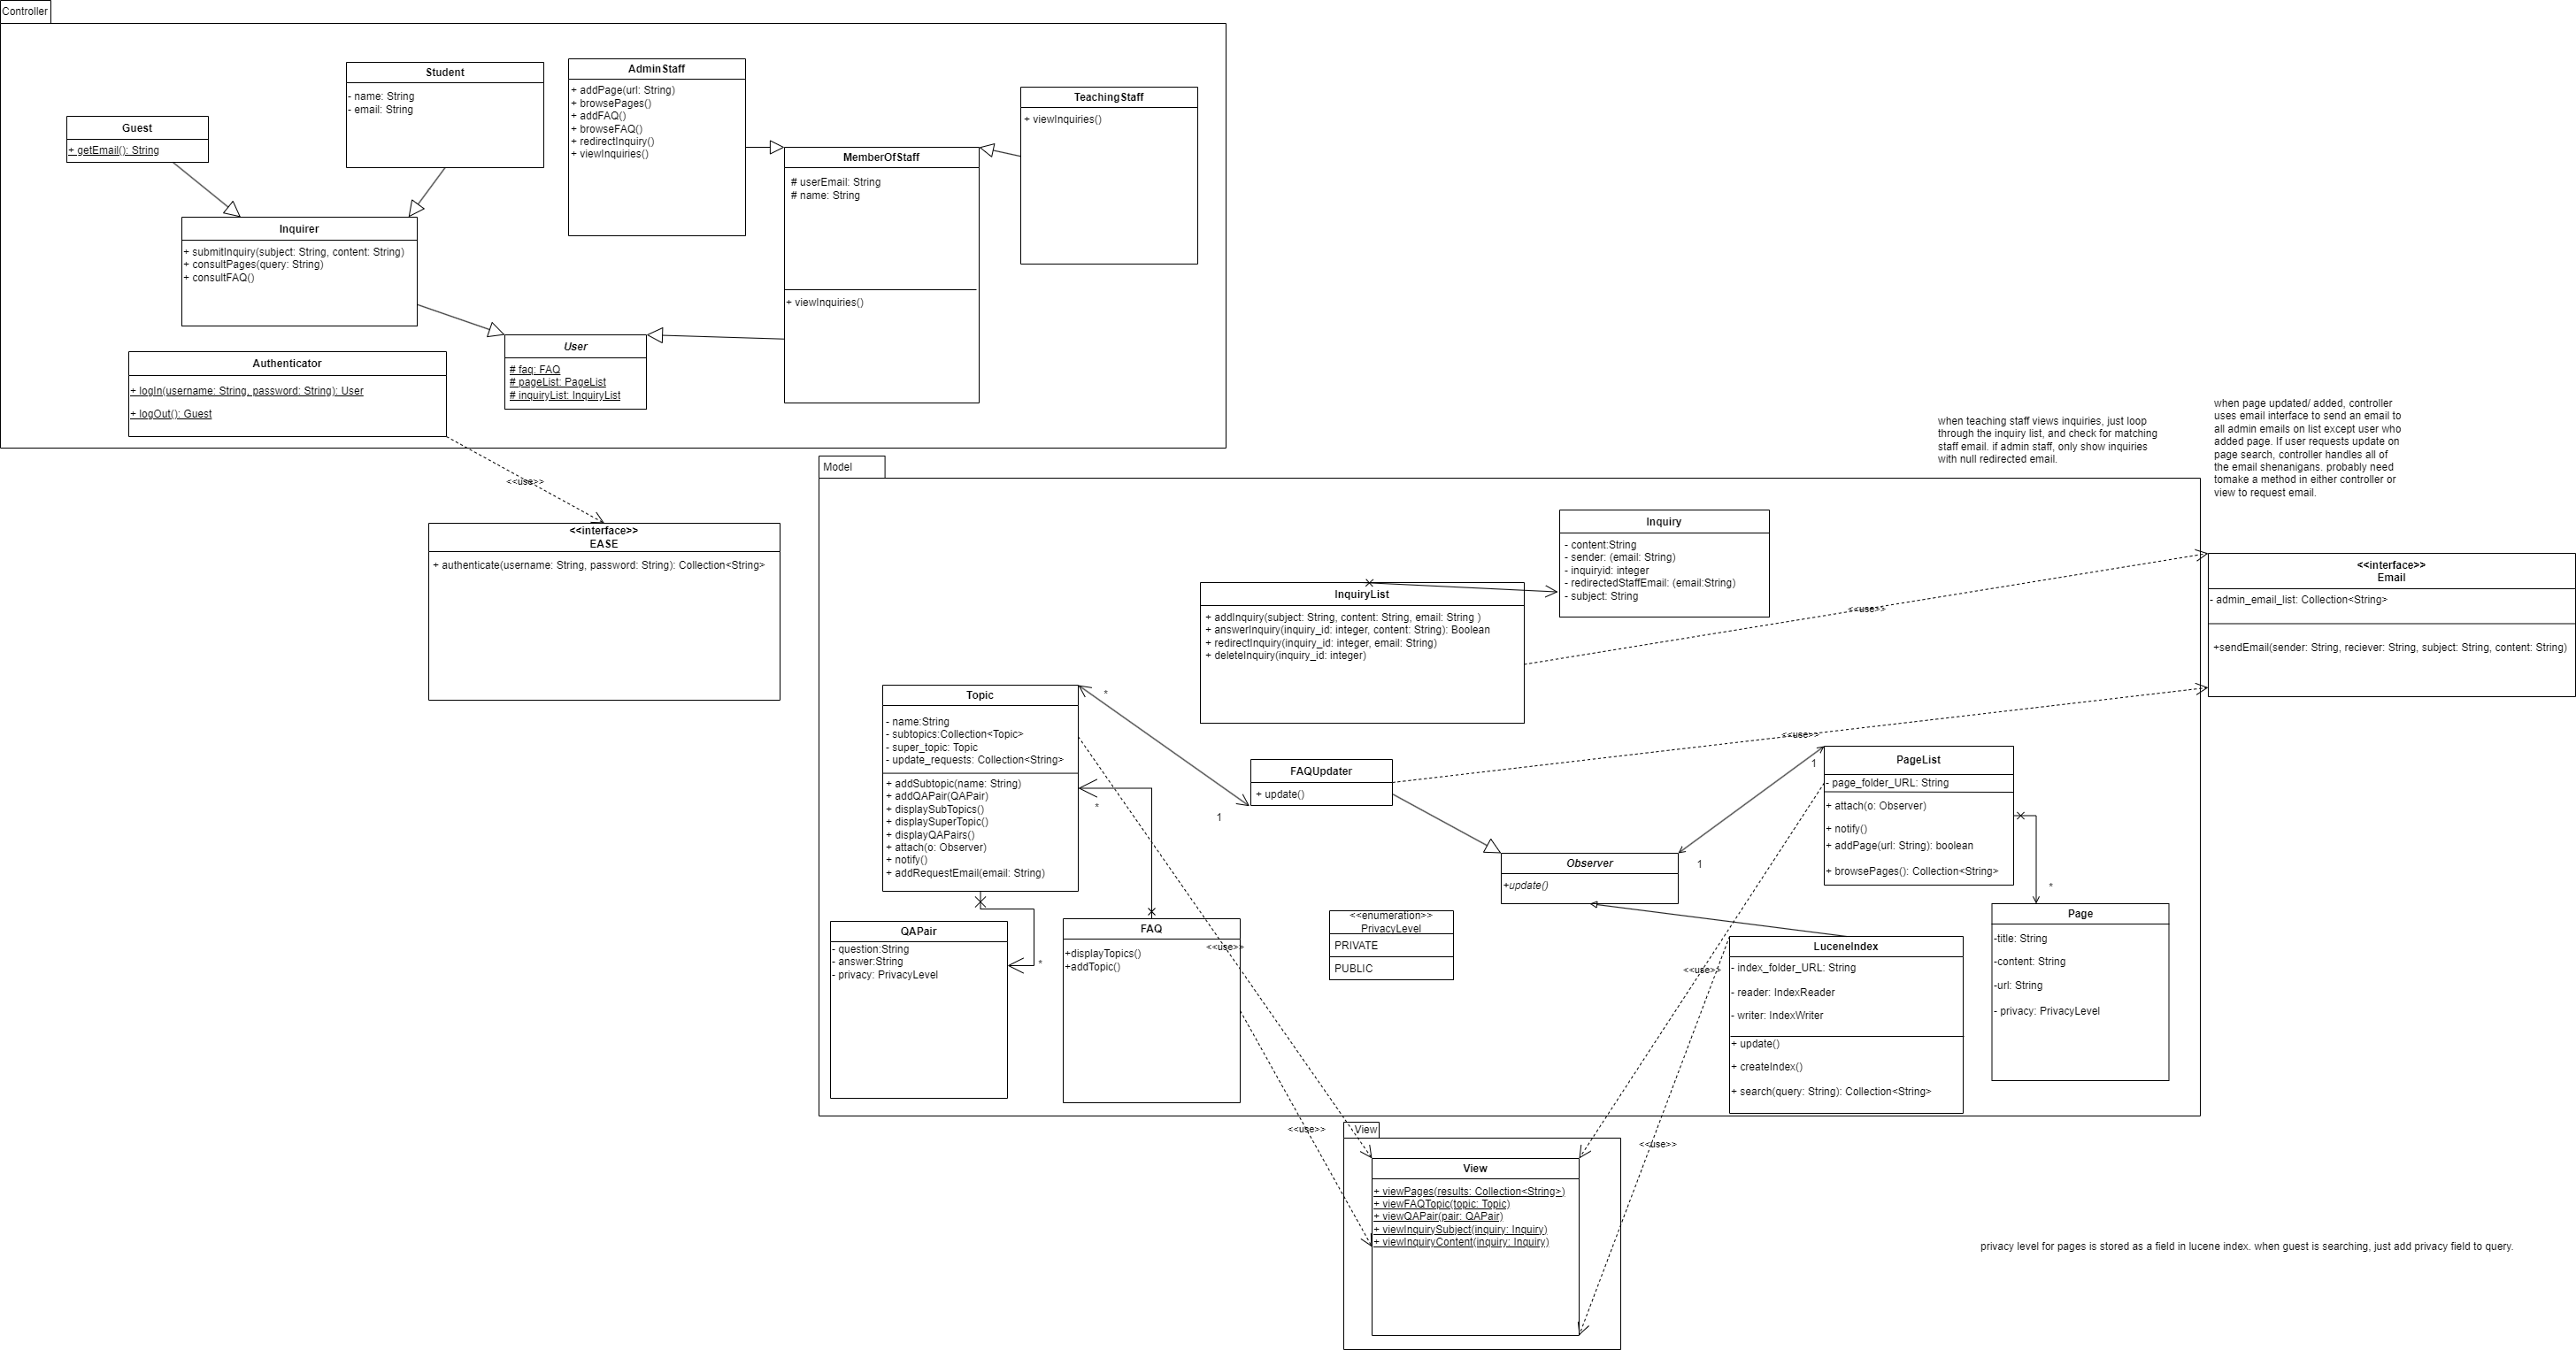 Controller
Student
- name: String
- email: String
AdminStaff
+ addPage(url: String)
+ browsePages()
+ addFAQ()
+ browseFAQ()
+ redirectInquiry()
+ viewInquiries()
TeachingStaff
+ viewInquiries()
Guest
+ getEmail(): String
MemberOfStaff
# userEmail: String
# name: String
+ viewInquiries()
Inquirer
+ submitInquiry(subject: String, content: String)
+ consultPages(query: String)
+ consultFAQ()
User
# faq: FAQ
# pageList: PageList
# inquiryList: InquiryList
Authenticator
+ logIn(username: String, password: String): User
+ logOut(): Guest
<<use>>
<<interface>>
EASE
+ authenticate(username: String, password: String): Collection<String>
when teaching staff views inquiries, just loop
through the inquiry list, and check for matching
staff email. if admin staff, only show inquiries
with null redirected email.
when page updated/ added, controller
uses email interface to send an email to
all admin emails on list except user who
added page. If user requests update on
page search, controller handles all of
the email shenanigans. probably need
tomake a method in either controller or
view to request email.
Model
Inquiry
- content:String
- sender: (email: String)
- inquiryid: integer
- redirectedStaffEmail: (email:String)
- subject: String
InquiryList
+ addInquiry(subject: String, content: String, email: String )
+ answerInquiry(inquiry_id: integer, content: String): Boolean
+ redirectInquiry(inquiry_id: integer, email: String)
+ deleteInquiry(inquiry_id: integer)
<<use>>
<<interface>>
Email
- admin_email_list: Collection<String>
+sendEmail(sender: String, reciever: String, subject: String, content: String)
Topic
- name:String
- subtopics:Collection<Topic>
- super_topic: Topic
- update_requests: Collection<String>
+ addSubtopic(name: String)
+ addQAPair(QAPair)
+ displaySubTopics()
+ displaySuperTopic()
+ displayQAPairs()
+ attach(o: Observer)
+ notify()
+ addRequestEmail(email: String)
*
*
1
FAQUpdater
+ update()
<<use>>
1
PageList
- page_folder_URL: String
+ attach(o: Observer)
+ notify()
+ addPage(url: String): boolean
+ browsePages(): Collection<String>
Observer
+update()
1
*
QAPair
- question:String
- answer:String
- privacy: PrivacyLevel
*
FAQ
+displayTopics()
+addTopic()
<<use>>
<<enumeration>>
PrivacyLevel
PRIVATE
PUBLIC
<<use>>
LuceneIndex
- index_folder_URL: String
- reader: IndexReader
- writer: IndexWriter
+ update()
+ createIndex()
+ search(query: String): Collection<String>
Page
-title: String
-content: String
-url: String
- privacy: PrivacyLevel
<<use>>
View
<<use>>
View
+ viewPages(results: Collection<String>)
+ viewFAQTopic(topic: Topic)
+ viewQAPair(pair: QAPair)
+ viewInquirySubject(inquiry: Inquiry)
+ viewInquiryContent(inquiry: Inquiry)
privacy level for pages is stored as a field in lucene index. when guest is searching, just add privacy field to query.